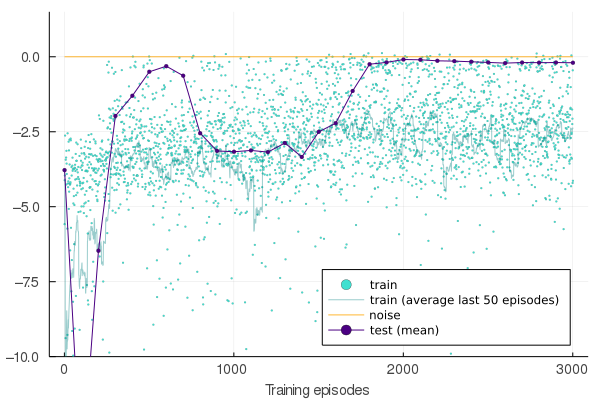 0.0
−2.5
−5.0
−7.5
−10.0
train
train (average last 50 episodes)
noise
test (mean)
0
1000
2000
3000
Training episodes